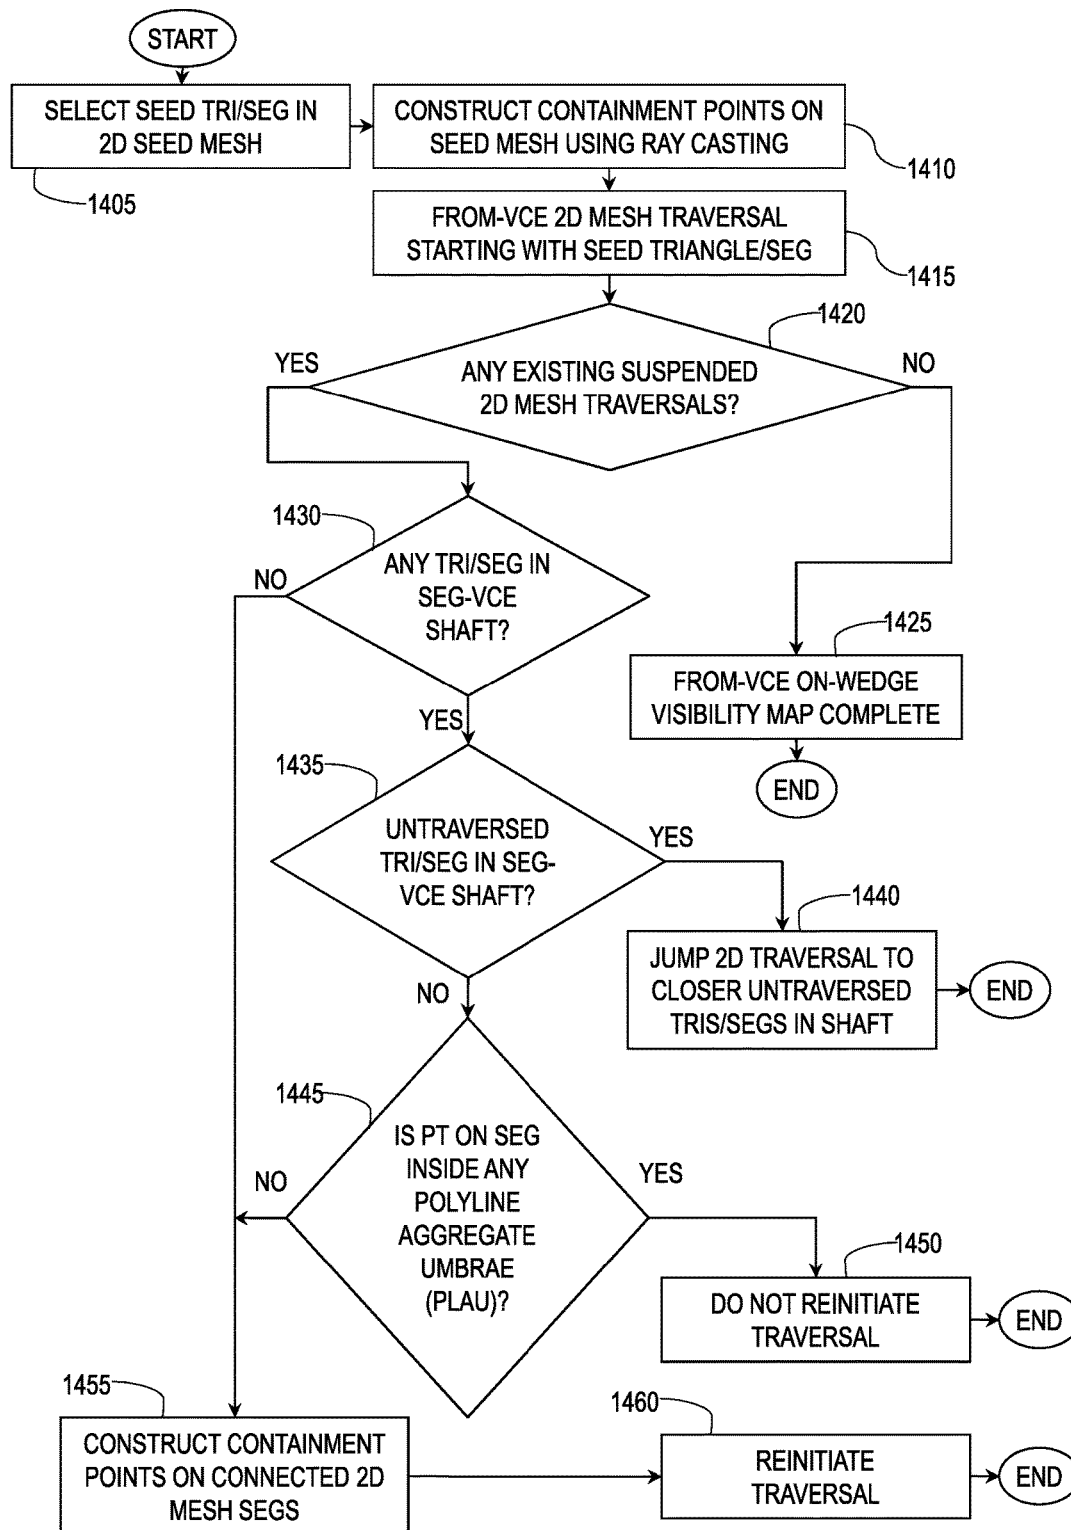 START
SELECT SEED TRI/SEG IN
2D SEED MESH
1405
CONSTRUCT CONTAINMENT POINTS ON
SEED MESH USING RAY CASTING
1410
FROM-VCE 2D MESH TRAVERSAL
STARTING WITH SEED TRIANGLE/SEG
1415
1420
YES
ANY EXISTING SUSPENDED
2D MESH TRAVERSALS?
NO
1430
NO
ANY TRI/SEG IN
SEG-VCE
SHAFT?
YES
1425
FROM-VCE ON-WEDGE
VISIBILITY MAP COMPLETE
END
1435
UNTRAVERSED
TRI/SEG IN SEG-
VCE SHAFT?
YES
NO
1440
JUMP 2D TRAVERSAL TO
CLOSER UNTRAVERSED
TRIS/SEGS IN SHAFT
END
1445
NO
IS PT ON SEG
INSIDE ANY
POLYLINE
AGGREGATE
UMBRAE
(PLAU)?
YES
1450
DO NOT REINITIATE
TRAVERSAL
END
1455
CONSTRUCT CONTAINMENT
POINTS ON CONNECTED 2D
MESH SEGS
1460
REINITIATE
TRAVERSAL
END